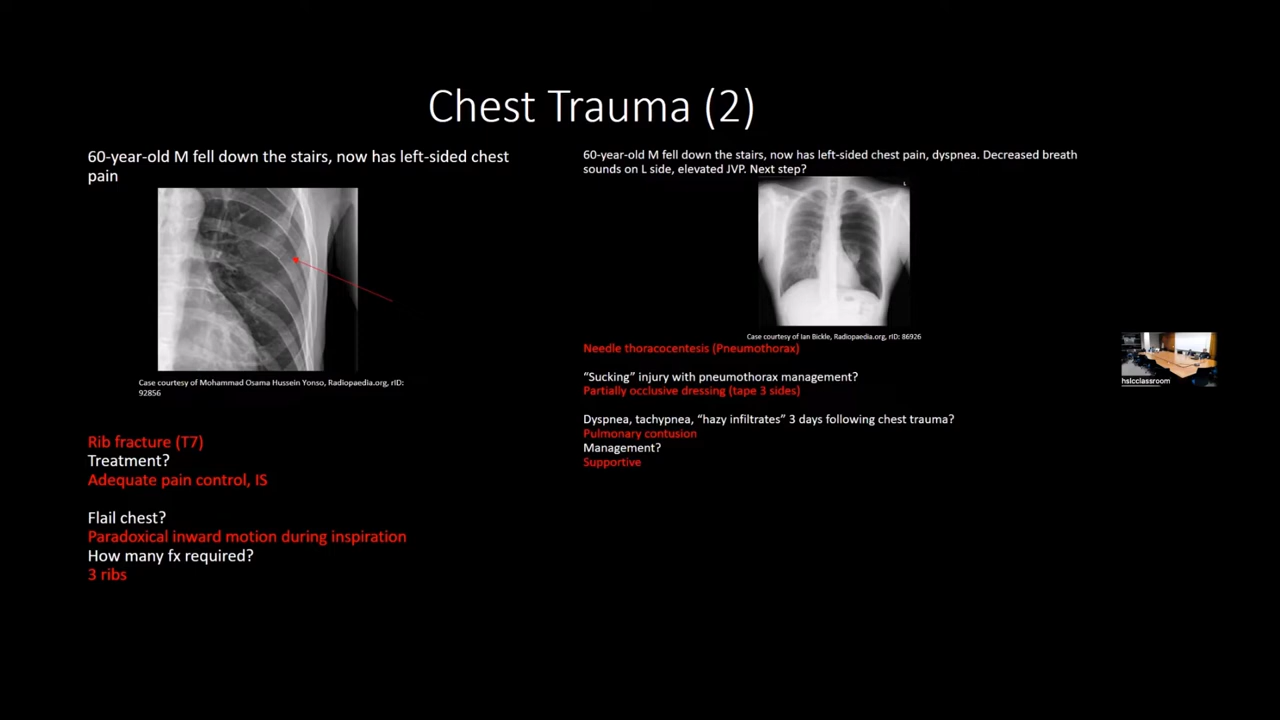 Chest Trauma (2)
60-year-old M fell down the stairs, now has left-sided chest
pain
Case courtesy of Mohammad Osama Hussein Yonso, Radiopaedia.org, rID:
92856
Rib fracture (T7)
Treatment?
Adequate pain control, IS
Flail chest?
Paradoxical inward motion during inspiration
How many fx required?
3 ribs
60-year-old M fell down the stairs, now has left-sided chest pain, dyspnea. Decreased breath
sounds on L side, elevated JVP. Next step?
L
Case courtesy of Ian Bickle, Radiopaedia.org, rID: 86926
Needle thoracocentesis (Pneumothorax)
“Sucking” injury with pneumothorax management?
Partially occlusive dressing (tape 3 sides)
Dyspnea, tachypnea, “hazy infiltrates” 3 days following chest trauma?
Pulmonary contusion
Management?
Supportive
hslcclassroom